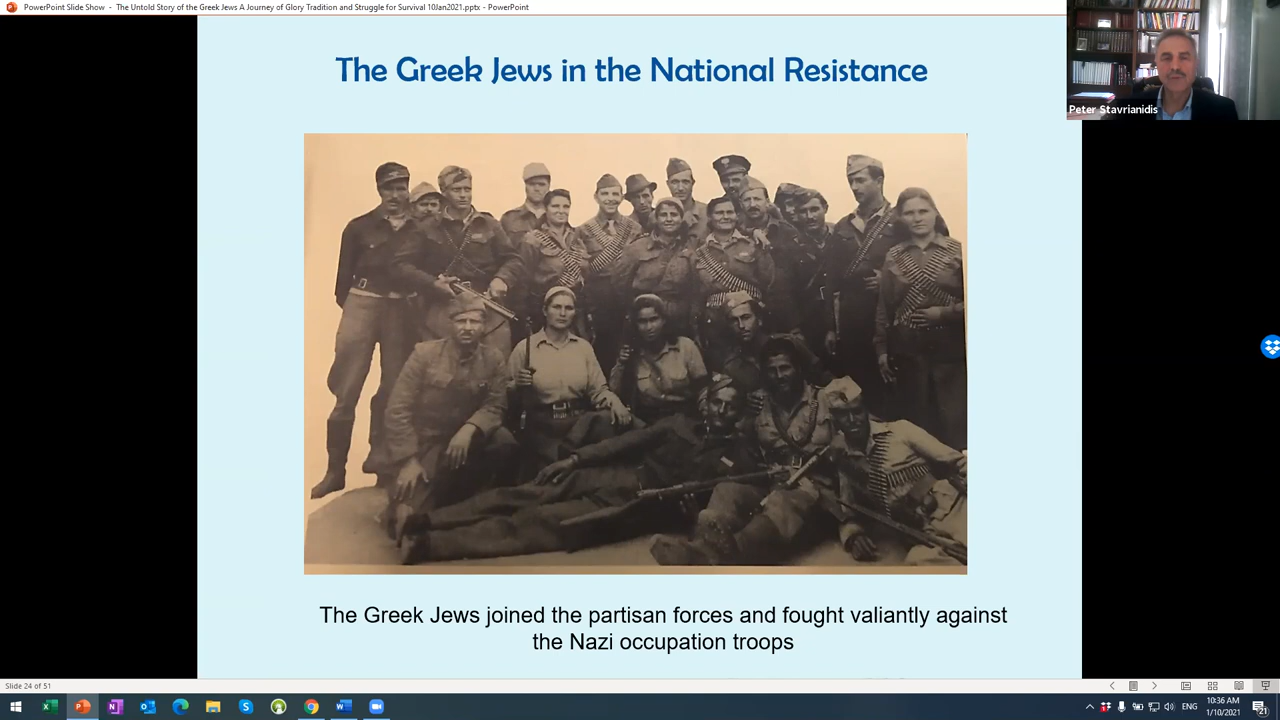 PowerPoint Slide Show - The Untold Story of the Greek Jews A Journey of Glory Tradition and Struggle for Survival 10Jan2021.pptx - PowerPoint
The Greek Jews in the National Resistance
Peter Stavrianidis
The Greek Jews joined the partisan forces and fought valiantly against
the Nazi occupation troops
Slide 24 of 51
ENG
10:36 AM
1/10/2021
21